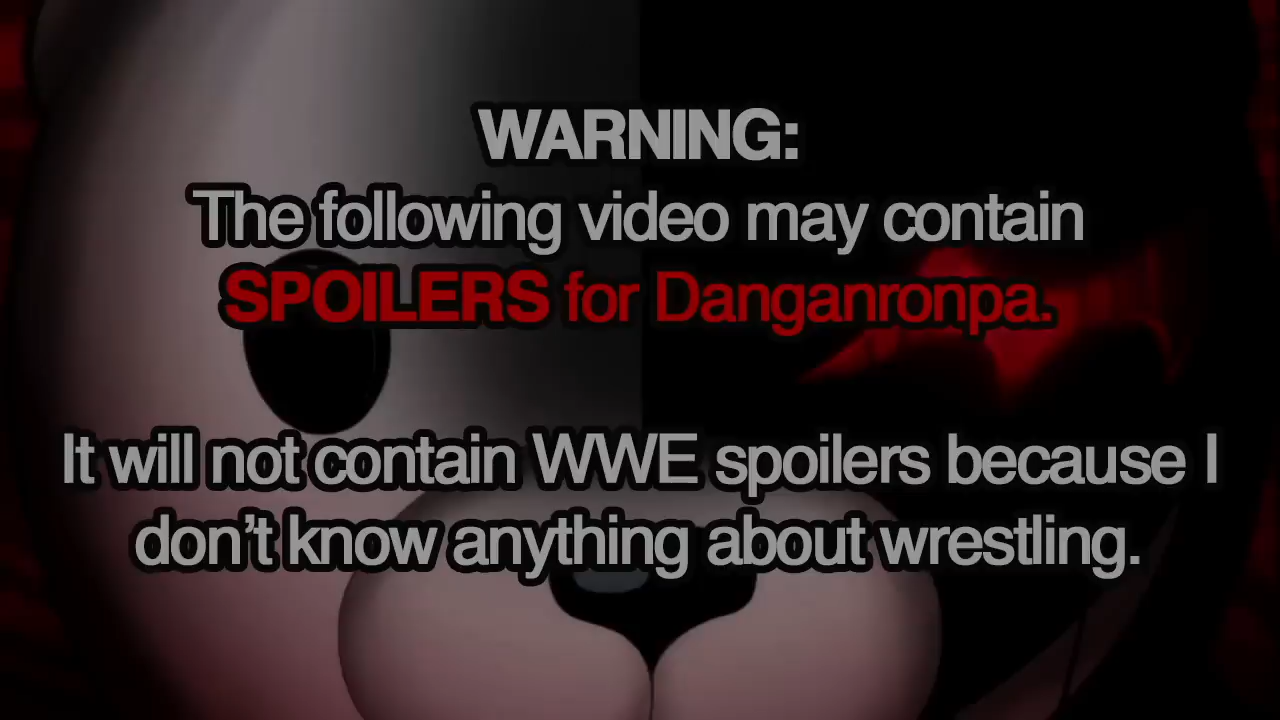 WARNING:
The following video may contain
SPOILERS for Danganronpa.
It will not contain WWE spoilers because I
don't know anything about wrestling.